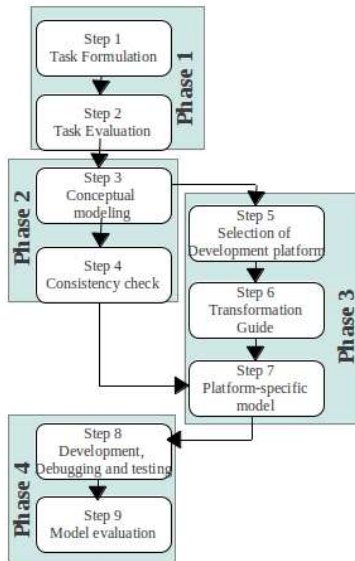 Step 1
Task Formulation
Step 2
Task Evaluation
Phase 1
Phase 2
Step 3
Conceptual
modeling
Step 4
Consistency check
Step 5
Selection of
Development platform
Step 6
Transformation
Guide
Step 7
Platform-specific
model
Phase 3
Phase 4
Step 8
Development,
Debugging and testing
Step 9
Model evaluation